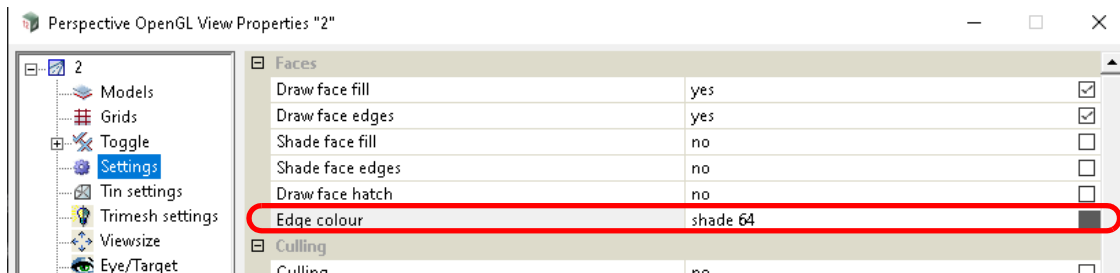 Perspective OpenGL View Properties "2"
2
Models
Grids
Toggle
Settings
Tin settings
Trimesh settings
Viewsize
Eye/Target
Faces
Draw face fill yes
Draw face edges yes
Shade face fill no
Shade face edges no
Draw face hatch no
Edge colour shade 64
Culling
Culling no